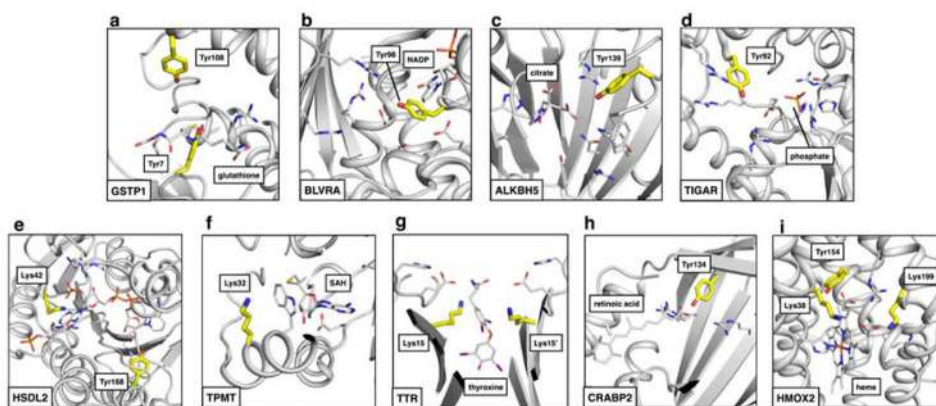 a
Tyr108
Tyr7
glutathione
GSTP1
b
Tyr98
NADP
BLVRA
c
Tyr139
citrate
ALKBH5
d
Tyr92
phosphate
TIGAR
e
Lys42
Tyr168
HSDL2
f
Lys32
SAH
TPMT
g
Lys15
Lys15'
thyroxine
TTR
h
Tyr134
retinoic acid
CRABP2
i
Tyr154
Lys199
Lys38
heme
HMOX2